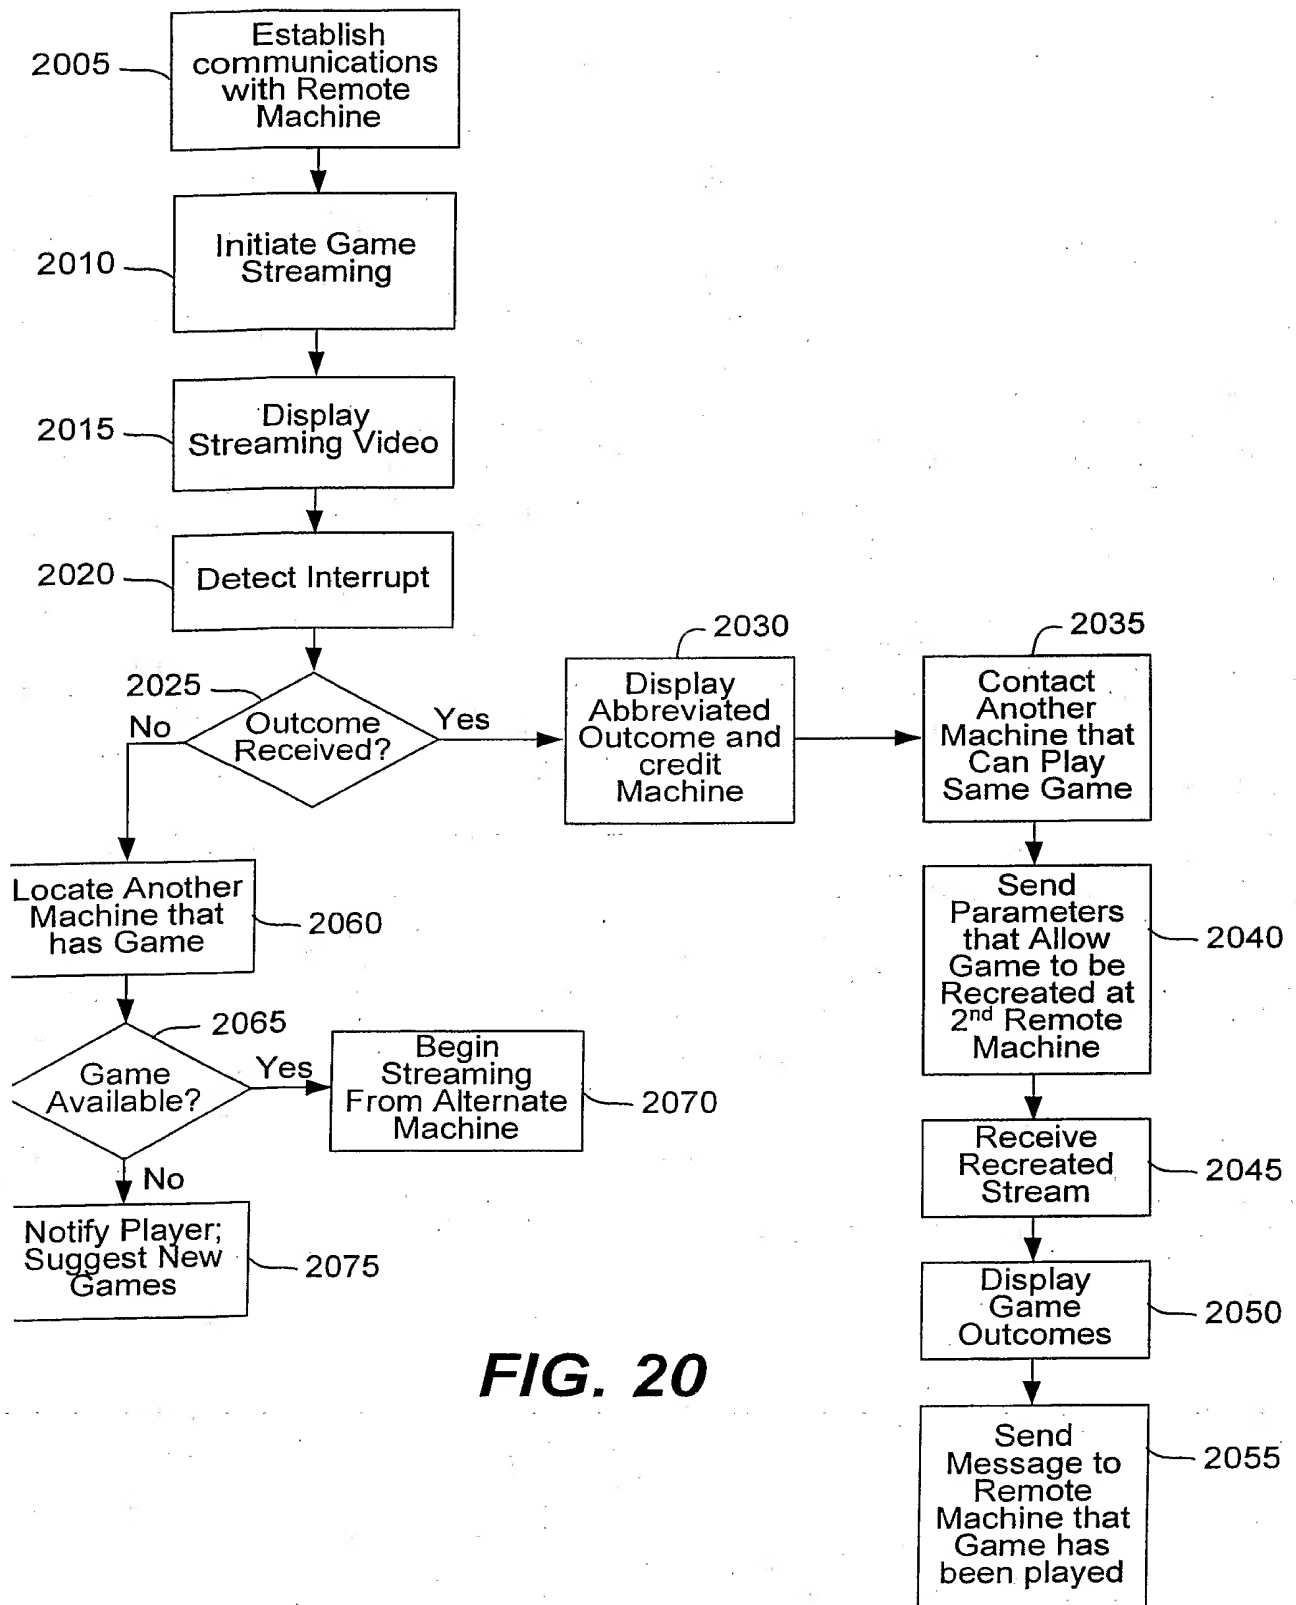 Establish
communications
with Remote
Machine
2005
Initiate Game
Streaming
2010
Display
Streaming Video
2015
Detect Interrupt
2020
2025
Outcome
Received?
No
Yes
2030
Display
Abbreviated
Outcome and
credit
Machine
2035
Contact
Another
Machine that
Can Play
Same Game
Send
Parameters
that Allow
Game to be
Recreated at
2nd Remote
Machine
2040
Receive
Recreated
Stream
2045
Display
Game
Outcomes
2050
Send
Message to
Remote
Machine that
Game has
been played
2055
Locate Another
Machine that
has Game
2060
2065
Game
Available?
Yes
No
Begin
Streaming
From Alternate
Machine
2070
Notify Player;
Suggest New
Games
2075
FIG. 20